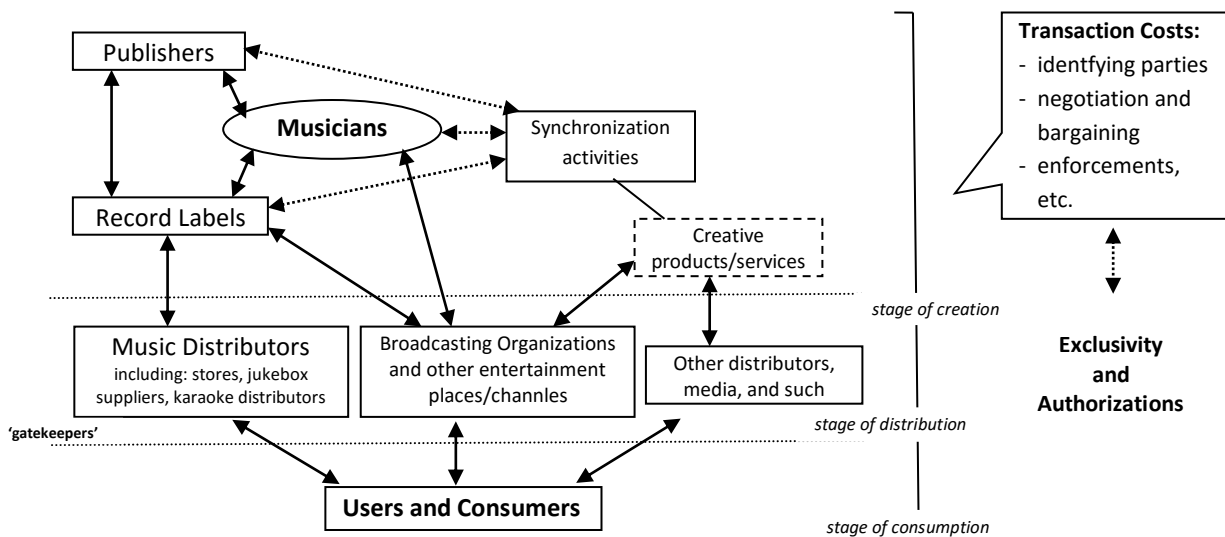 Publishers
Musicians
Synchronization
activities
Record Labels
Creative
products/services
Transaction Costs:
- identfying parties
- negotiation and
bargaining
- enforcements,
etc.
stage of creation
Music Distributors
including: stores, jukebox
suppliers, karaoke distributors
Broadcasting Organizations
and other entertainment
places/channles
Other distributors,
media, and such
Exclusivity
and
Authorizations
'gatekeepers'
stage of distribution
Users and Consumers
stage of consumption